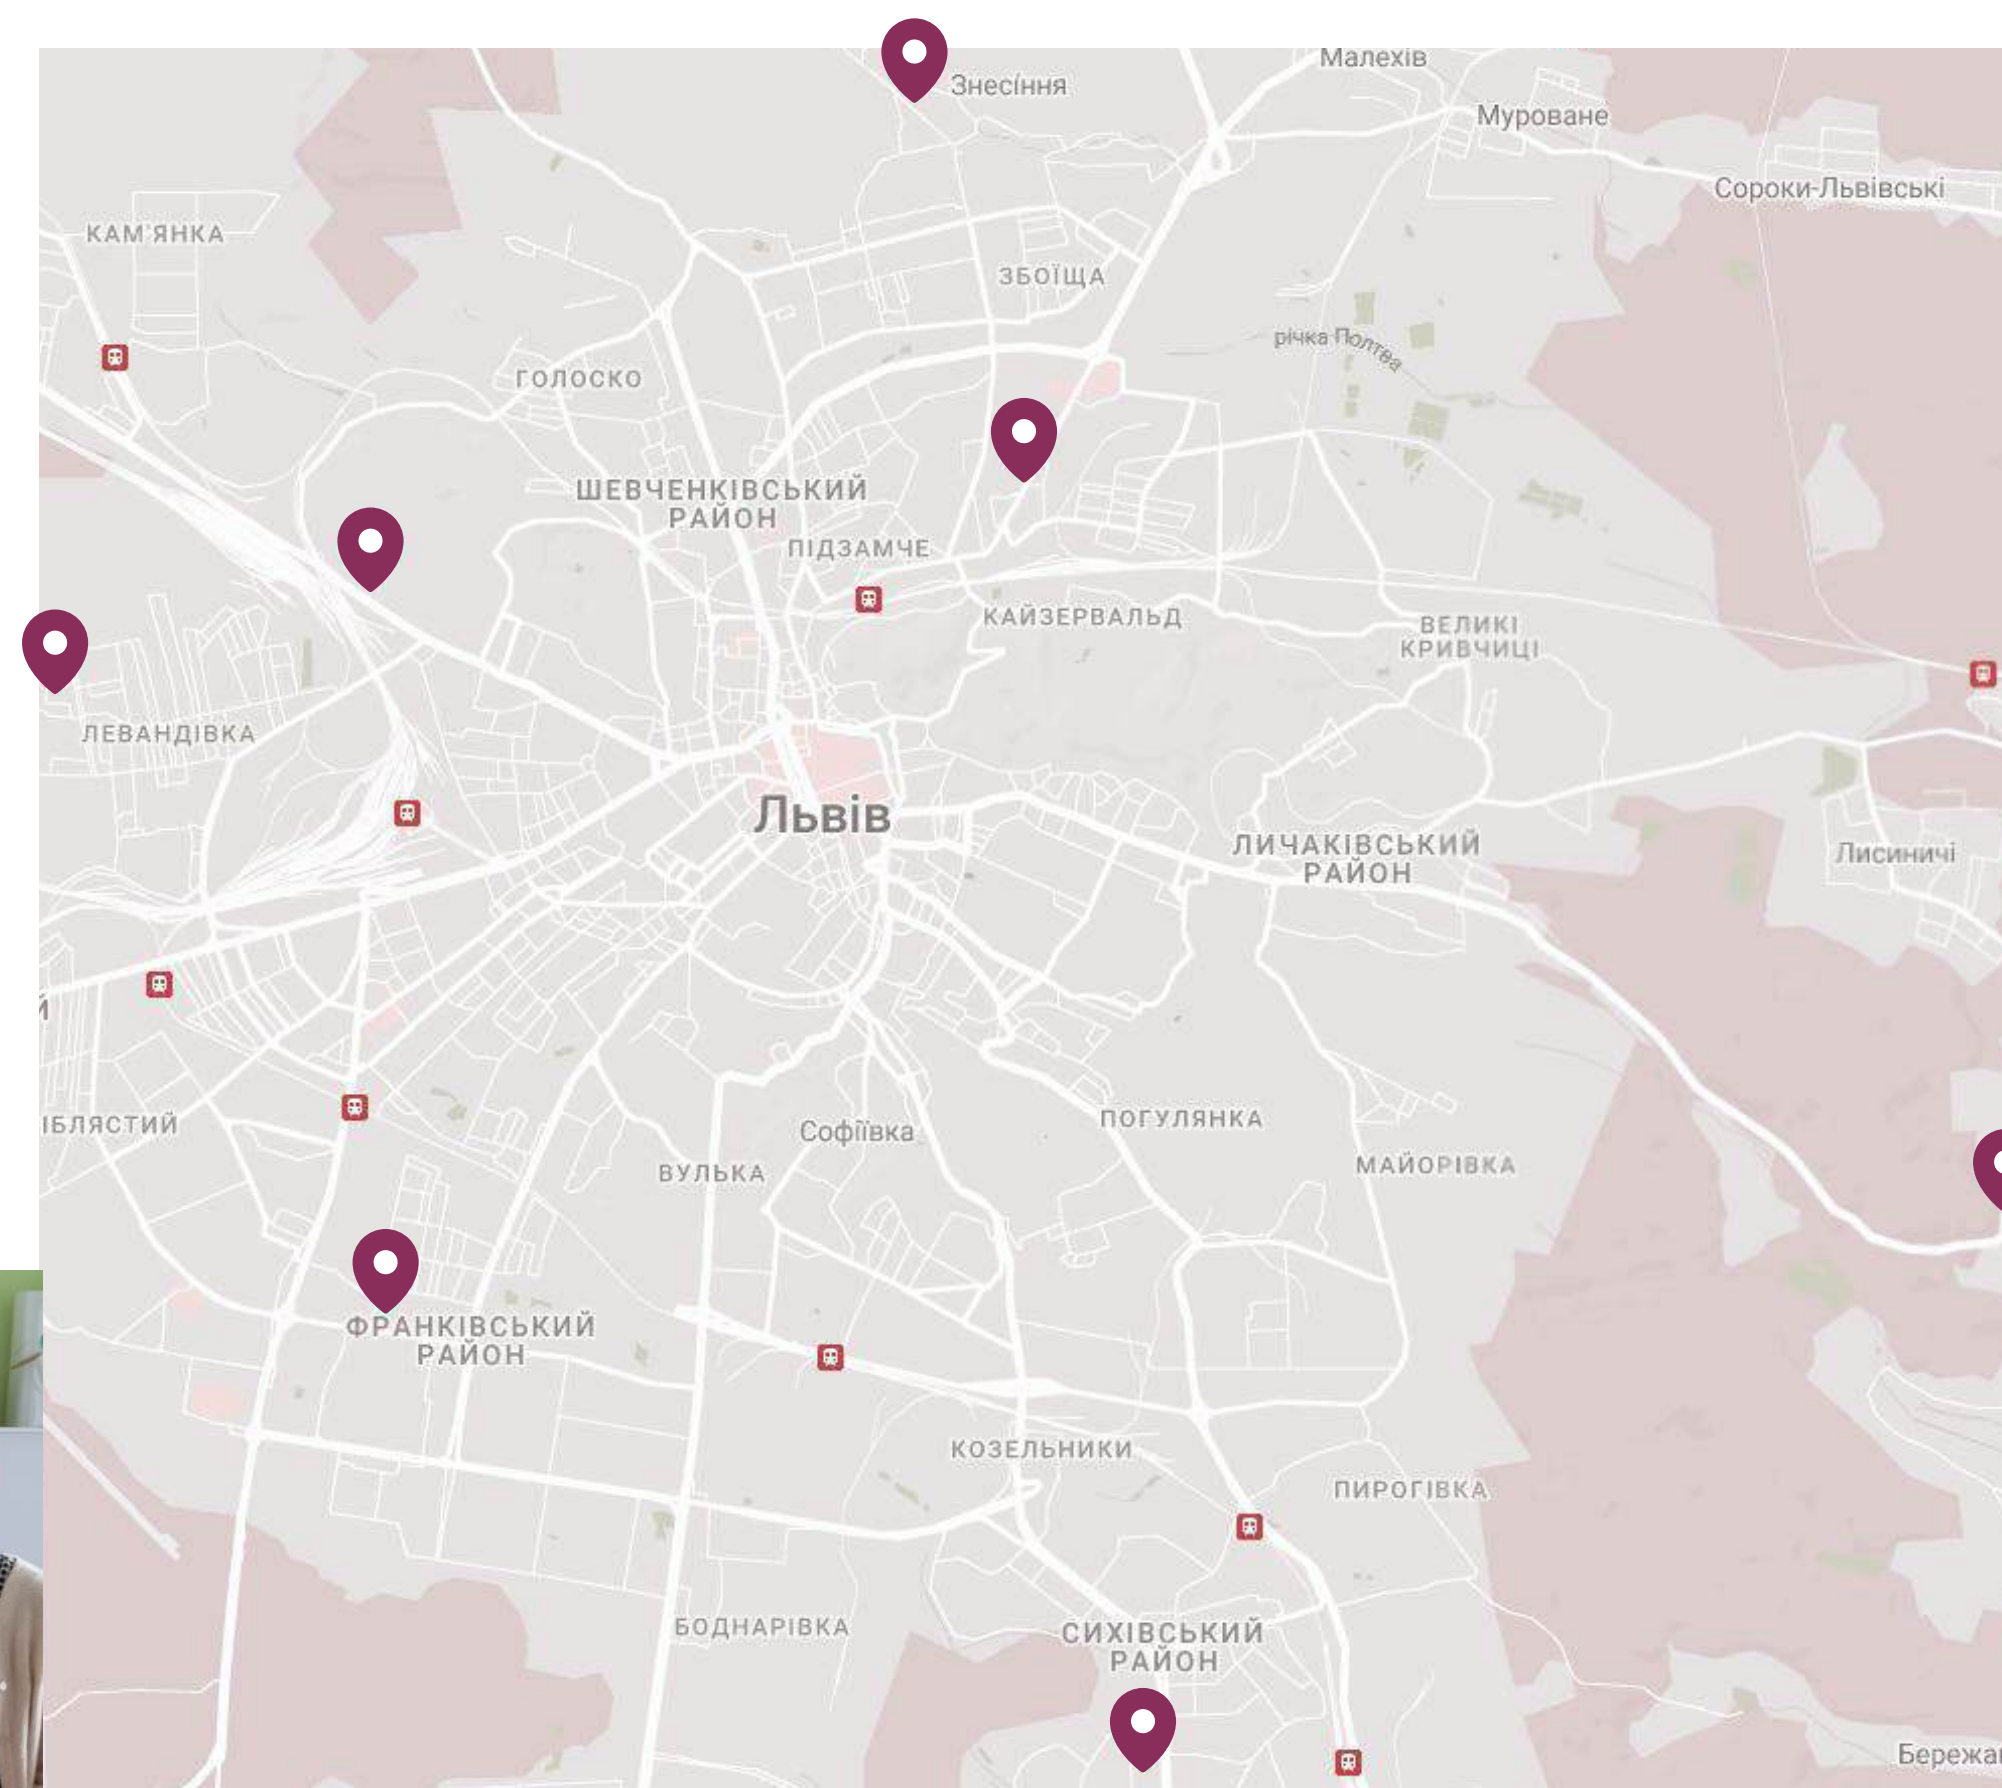 Малехів
Знесіння
Муроване
Сороки-Львівські
КАМ'ЯНКА
ЗБОЇЩА
річка Полтва
ГОЛОСКО
ШЕВЧЕНКІВСЬКИЙ
РАЙОН
ПІДЗАМЧЕ
КАЙЗЕРВАЛЬД
ВЕЛИКІ
КРИВЧИЦІ
ЛЕВАНДІВКА
Львів
ЛИЧАКІВСЬКИЙ
РАЙОН
Лисиничі
Й
ІБЛЯСТИЙ
Софіївка
ПОГУЛЯНКА
ВУЛЬКА
МАЙОРІВКА
ФРАНКІВСЬКИЙ
РАЙОН
КОЗЕЛЬНИКИ
ПИРОГІВКА
БОДНАРІВКА
СИХІВСЬКИЙ
РАЙОН
Бережа